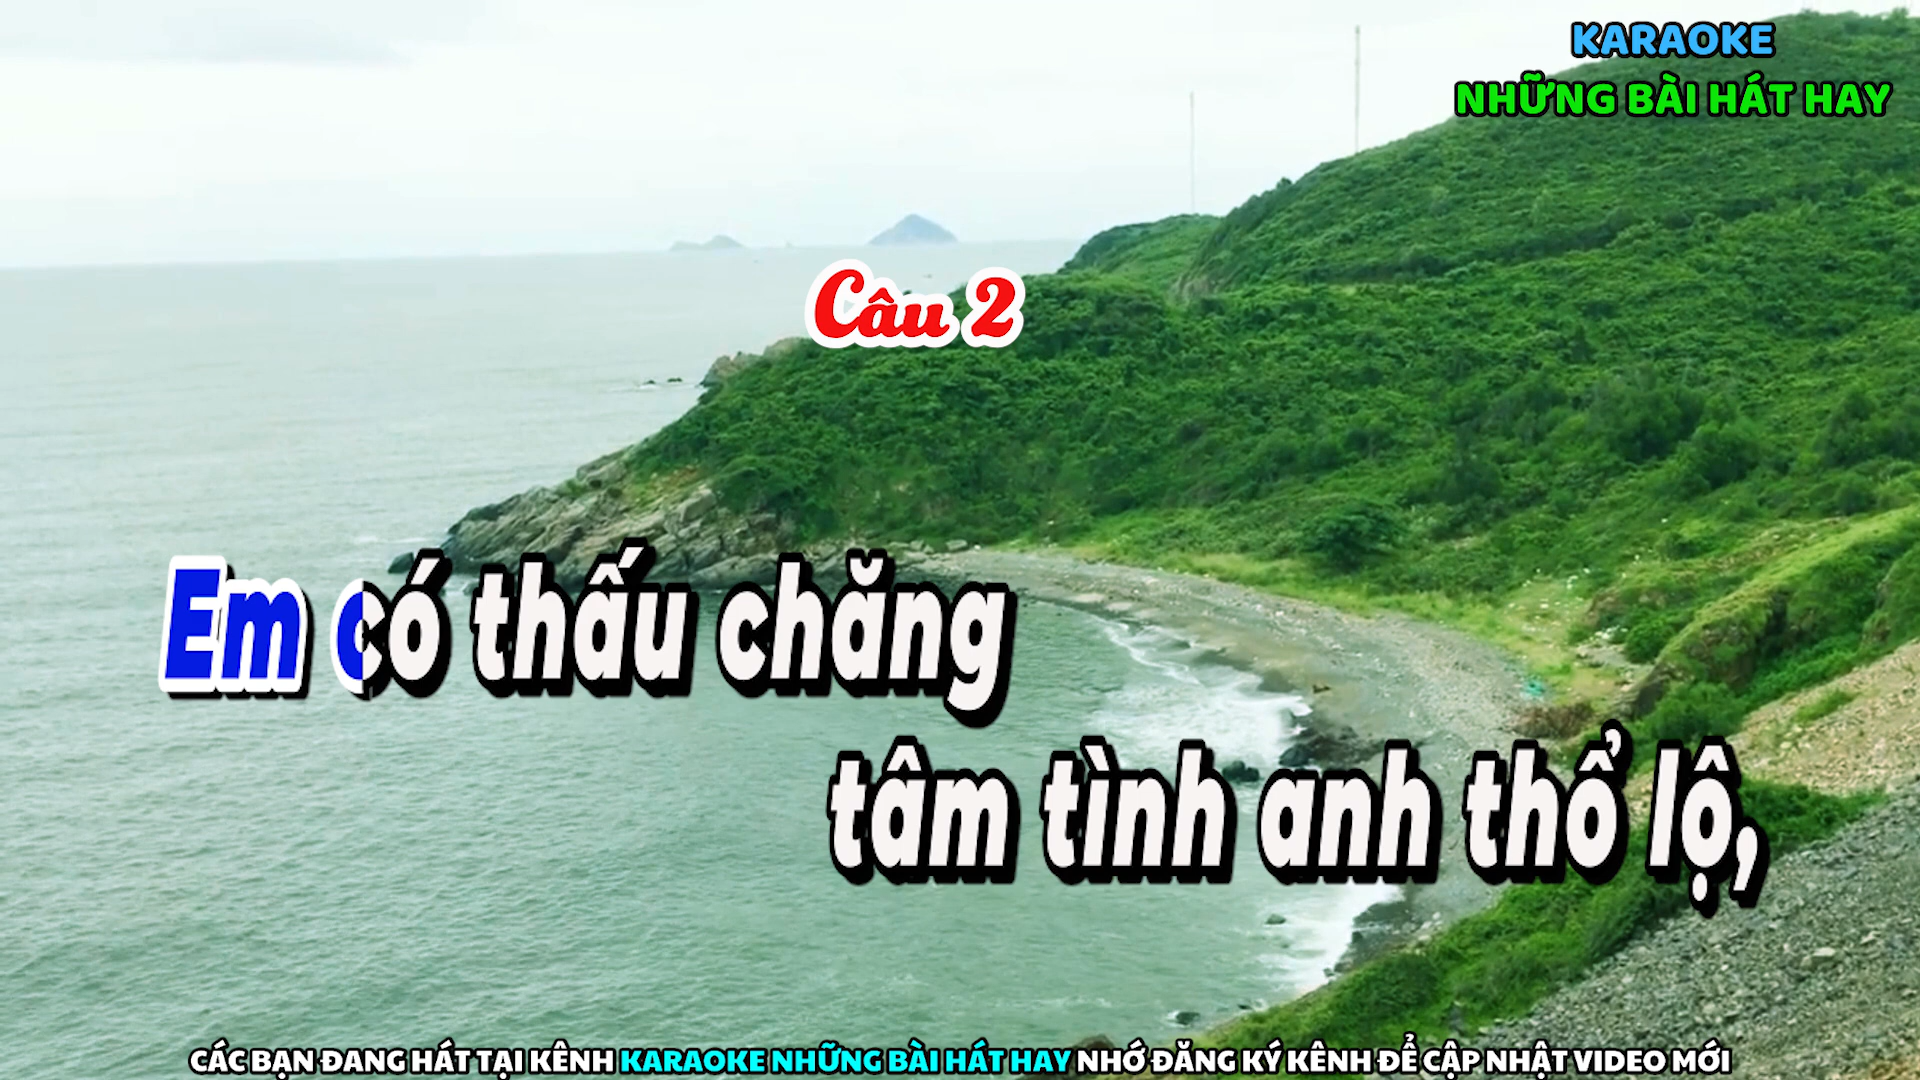 KARAOKE
NHỮNG BÀI HÁT HAY
Câu 2
Em có thấu chăng
tâm tình anh thổ lộ,
CÁC BẠN ĐANG HÁT TẠI KÊNH KARAOKE NHỮNG BÀI HÁT HAY NHỚ ĐĂNG KÝ KÊNH ĐỂ CẬP NHẬT VIDEO MỚI